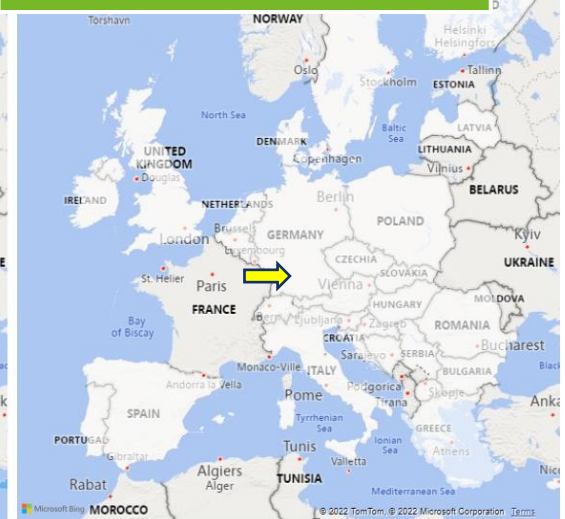 Torshavn
NORWAY
Helsinki
Helsingfors
Oslo
Tallinn
Stockholm
ESTONIA
North Sea
Baltic
Sea
LATVIA
DENMARK
Copenhagen
LITHUANIA
Vilnius
UNITED
KINGDOM
Douglas
BELARUS
IRELAND
NETHERLANDS
Berlin
POLAND
London
Brussels
GERMANY
Kyiv
Luxembourg
CZECHIA
UKRAINE
St. Helier
Paris
Vienna
SLOVAKIA
FRANCE
HUNGARY
MOLDOVA
Bay
of Biscay
Bern
Ljubljana
Zagreb
ROMANIA
CROATIA
Bucharest
Sarajevo
SERBIA
Monaco-Ville
ITALY
BULGARIA
Andorra la Vella
Podgorica
Skopje
Роme
Tirana
SPAIN
Tyrrhenian
Sea
GREECE
PORTUGAL
Ionian
Sea
Athens
Gibraltar
Tunis
Valletta
Algiers
Alger
Rabat
TUNISIA
Mediterranean Sea
Microsoft Bing
MOROCCO
© 2022 TomTom, © 2022 Microsoft Corporation Terms